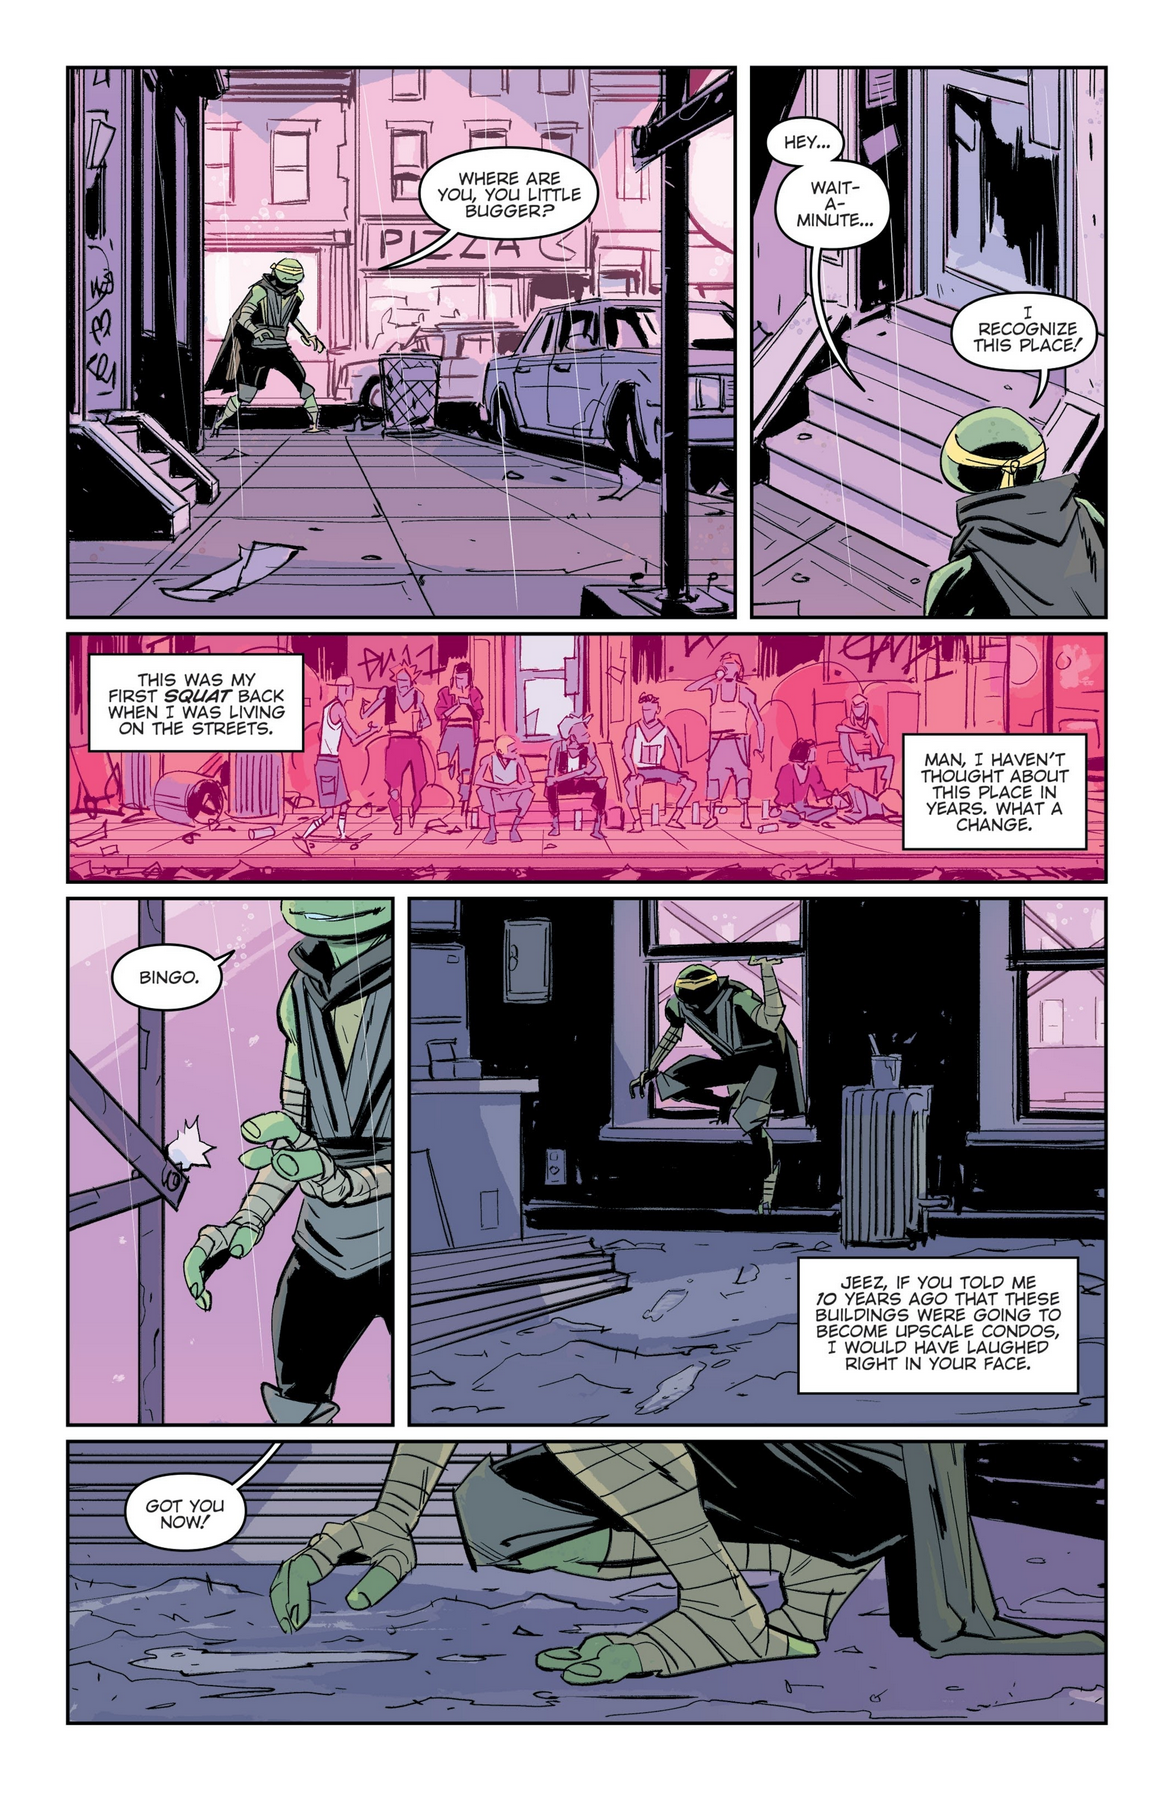 WHERE ARE
YOU, YOU LITTLE
BUGGER?
PIZZA
HEY...
WAIT-
A-
MINUTE...
I
RECOGNIZE
THIS PLACE!
THIS WAS MY
FIRST SQUAT BACK
WHEN I WAS LIVING
ON THE STREETS.
MAN, I HAVEN'T
THOUGHT ABOUT
THIS PLACE IN
YEARS. WHAT A
CHANGE.
BINGO.
JEEZ, IF YOU TOLD ME
10 YEARS AGO THAT THESE
BUILDINGS WERE GOING TO
BECOME UPSCALE CONDOS,
I WOULD HAVE LAUGHED
RIGHT IN YOUR FACE.
GOT YOU
NOW!